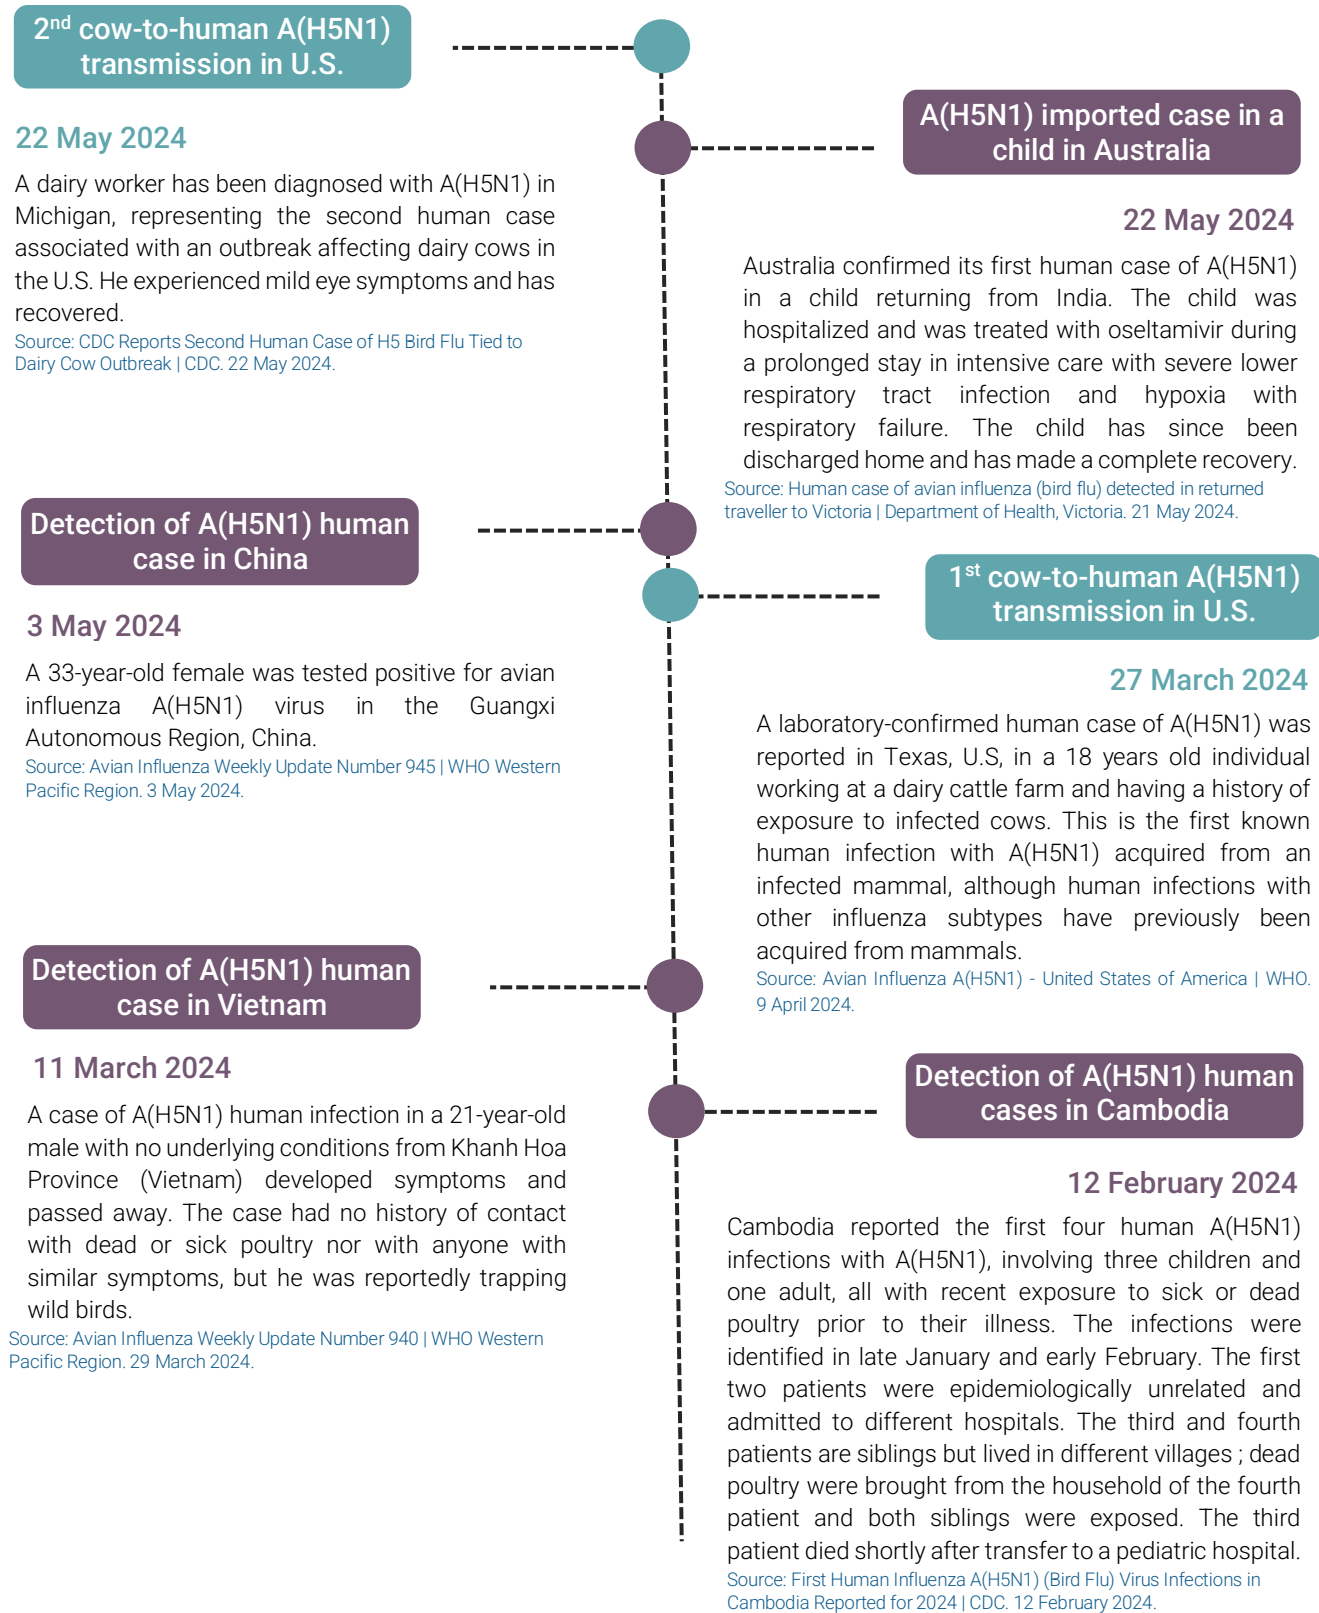 2nd cow-to-human A(H5N1)
transmission in U.S.
22 May 2024
A dairy worker has been diagnosed with A(H5N1) in
Michigan, representing the second human case
associated with an outbreak affecting dairy cows in
the U.S. He experienced mild eye symptoms and has
recovered.
Source: CDC Reports Second Human Case of H5 Bird Flu Tied to
Dairy Cow Outbreak | CDC. 22 May 2024.
A(H5N1) imported case in a
child in Australia
22 May 2024
Australia confirmed its first human case of A(H5N1)
in a child returning from India. The child was
hospitalized and was treated with oseltamivir during
a prolonged stay in intensive care with severe lower
respiratory tract infection and hypoxia with
respiratory failure. The child has since been
discharged home and has made a complete recovery.
Source: Human case of avian influenza (bird flu) detected in returned
traveller to Victoria | Department of Health, Victoria. 21 May 2024.
Detection of A(H5N1) human
case in China
3 May 2024
A 33-year-old female was tested positive for avian
influenza A(H5N1) virus in the Guangxi
Autonomous Region, China.
Source: Avian Influenza Weekly Update Number 945 | WHO Western
Pacific Region. 3 May 2024.
1st cow-to-human A(H5N1)
transmission in U.S.
27 March 2024
A laboratory-confirmed human case of A(H5N1) was
reported in Texas, U.S, in a 18 years old individual
working at a dairy cattle farm and having a history of
exposure to infected cows. This is the first known
human infection with A(H5N1) acquired from an
infected mammal, although human infections with
other influenza subtypes have previously been
acquired from mammals.
Source: Avian Influenza A(H5N1) - United States of America | WHO.
9 April 2024.
Detection of A(H5N1) human
case in Vietnam
11 March 2024
A case of A(H5N1) human infection in a 21-year-old
male with no underlying conditions from Khanh Hoa
Province (Vietnam) developed symptoms and
passed away. The case had no history of contact
with dead or sick poultry nor with anyone with
similar symptoms, but he was reportedly trapping
wild birds.
Source: Avian Influenza Weekly Update Number 940 | WHO Western
Pacific Region. 29 March 2024.
Detection of A(H5N1) human
cases in Cambodia
12 February 2024
Cambodia reported the first four human A(H5N1)
infections with A(H5N1), involving three children and
one adult, all with recent exposure to sick or dead
poultry prior to their illness. The infections were
identified in late January and early February. The first
two patients were epidemiologically unrelated and
admitted to different hospitals. The third and fourth
patients are siblings but lived in different villages ; dead
poultry were brought from the household of the fourth
patient and both siblings were exposed. The third
patient died shortly after transfer to a pediatric hospital.
Source: First Human Influenza A(H5N1) (Bird Flu) Virus Infections in
Cambodia Reported for 2024 | CDC. 12 February 2024.